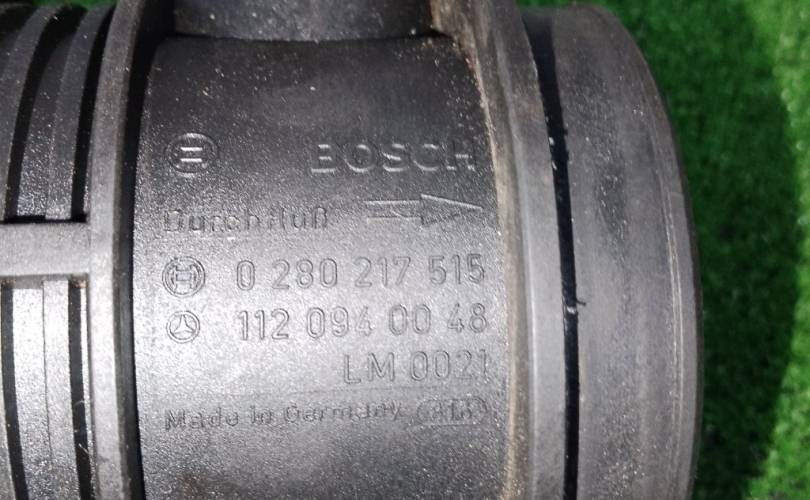 BOSCH
Durchfluß
0 280 217 515
112 094 00 48
LM 0021
Made in Germany